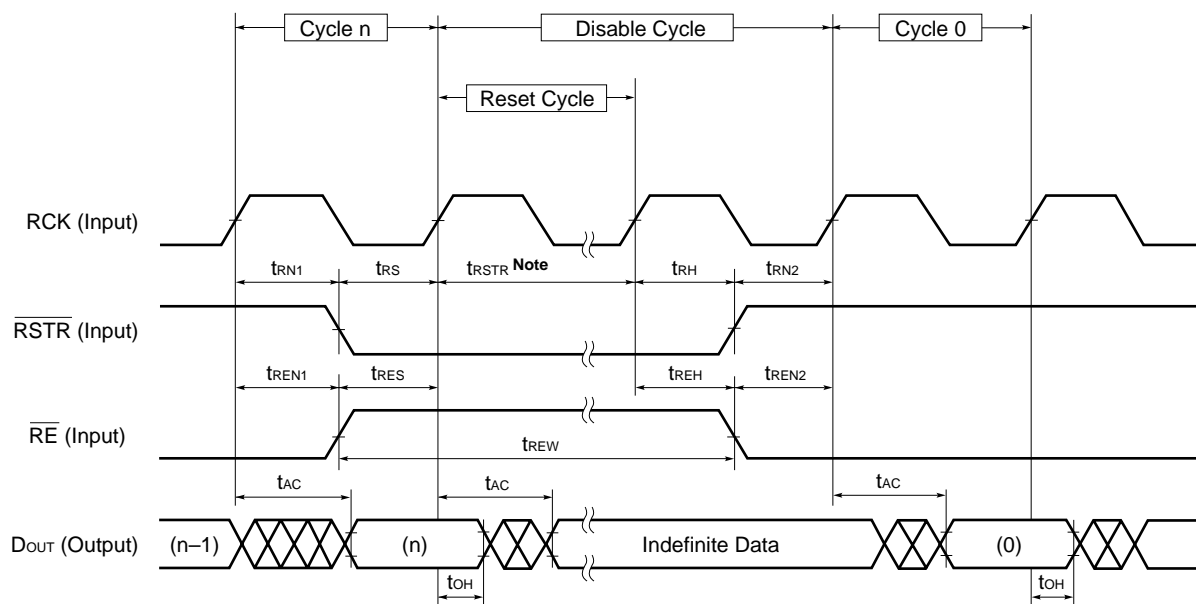 Cycle n Disable Cycle Cycle 0
Reset Cycle
RCK (Input)
tRN1 tRS tRSTR Note tRH tRN2
RSTR (Input)
tREN1 tRES tREH tREN2
RE (Input)
tREW
tAC tAC tAC
DOUT (Output) (n–1) (n) Indefinite Data (0)
tOH tOH